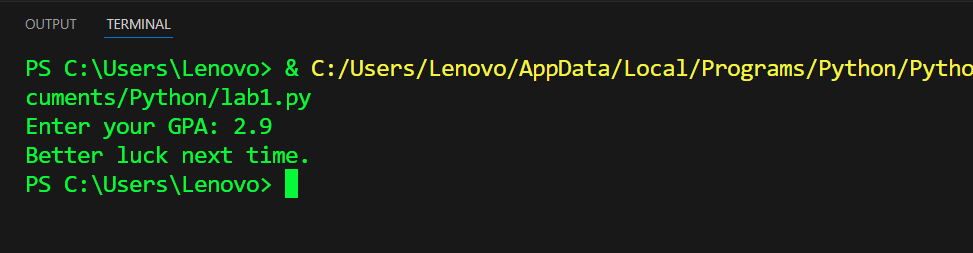 OUTPUT TERMINAL
PS C:\Users\Lenovo> & C:/Users/Lenovo/AppData/Local/Programs/Python/Pytho
cuments/Python/lab1.py
Enter your GPA: 2.9
Better luck next time.
PS C:\Users\Lenovo>